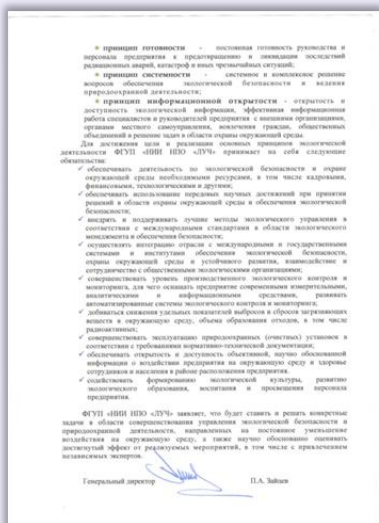 принцип готовности - постоянная готовность руководства и
персонала предприятия к предотвращению и ликвидации последствий
радиационных аварий, катастроф и иных чрезвычайных ситуаций;
принцип системности - системное и комплексное решение
вопросов обеспечения экологической безопасности и ведения
природоохранной деятельности;
принцип информационной открытости - открытость и
доступность экологической информации, эффективная информационная
работа специалистов и руководителей предприятия с внешними организациями,
органами местного самоуправления, вовлечения граждан, общественных
объединений в решение задач в области охраны окружающей среды.
Для достижения цели и реализации основных принципов экологической
деятельности ФГУП «НИИ НПО «ЛУЧ» принимает на себя следующие
обязательства:
✓ обеспечивать деятельность по экологической безопасности и охране
окружающей среды необходимыми ресурсами, в том числе кадровыми,
финансовыми, технологическими и другими;
✓ обеспечивать использование передовых научных достижений при принятии
решений в области охраны окружающей среды и обеспечения экологической
безопасности;
✓ внедрять и поддерживать лучшие методы экологического управления в
соответствии с международными стандартами в области экологического
менеджмента и обеспечения безопасности;
✓ осуществлять интеграцию отрасли с международными и государственными
системами и институтами обеспечения экологической безопасности,
охраны окружающей среды и устойчивого развития, взаимодействие и
сотрудничество с общественными экологическими организациями;
✓ совершенствовать уровень производственного экологического контроля и
мониторинга, для чего оснащать предприятие современными измерительными,
аналитическими и информационными средствами, развивать
автоматизированные системы экологического контроля и мониторинга;
✓ добиваться снижения удельных показателей выбросов и сбросов загрязняющих
веществ в окружающую среду, объема образования отходов, в том числе
радиоактивных;
✓ совершенствовать эксплуатацию природоохранных (очистных) установок в
соответствии с требованиями нормативно-технической документации;
✓ обеспечивать открытость и доступность объективной, научно обоснованной
информации о воздействии предприятия на окружающую среду и здоровье
сотрудников и населения в районе расположения предприятия.
✓ содействовать формированию экологической культуры, развитию
экологического образования, воспитания и просвещения персонала
предприятия.
ФГУП «НИИ НПО «ЛУЧ» заявляет, что будет ставить и решать конкретные
задачи в области совершенствования управления экологической безопасности и
природоохранной деятельности, направленных на постоянное уменьшение
воздействия на окружающую среду, а также научно обоснованно оценивать
достигнутый эффект от реализуемых мероприятий, в том числе с привлечением
независимых экспертов.
Генеральный директор П.А. Зайцев